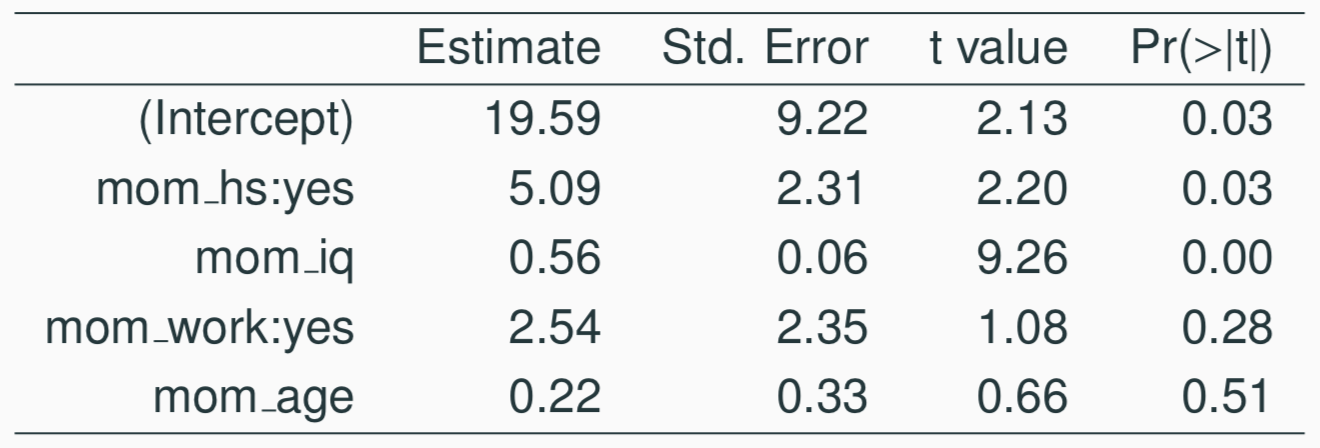 Estimate Std. Error t value Pr(>|t|)
(Intercept) 19.59 9.22 2.13 0.03
mom_hs:yes 5.09 2.31 2.20 0.03
mom_iq 0.56 0.06 9.26 0.00
mom_work:yes 2.54 2.35 1.08 0.28
mom_age 0.22 0.33 0.66 0.51